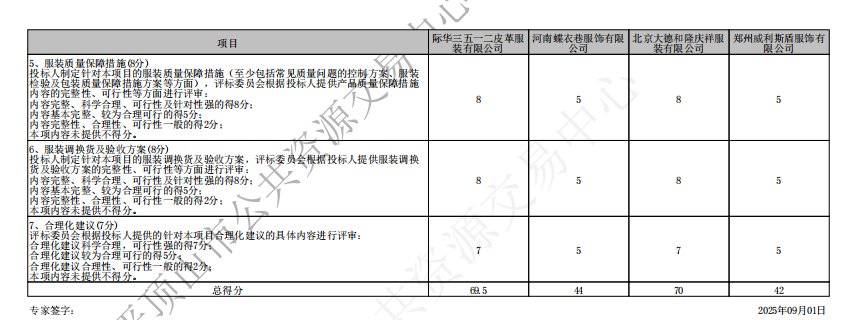 项目
际华三五一二皮革服
装有限公司
河南蝶衣巷服饰有限
公司
北京大德和隆庆祥服
装有限公司
郑州威利斯盾服饰有
限公司
5、服装质量保障措施(8分)
投标人制定针对本项目的服装质量保障措施（至少包括常见质量问题的控制方案、服装
检验及包装质量保障措施方案等方面），评标委员会根据投标人提供产品质量保障措施
内容的完整性、可行性等方面进行评审：
内容完整、科学合理、可行性及针对性强的得8分；
内容基本完整、较为合理可行的得5分；
内容完整性、合理性、可行性一般的得2分；
本项内容未提供不得分。
8
5
8
5
6、服装调换货及验收方案(8分)
投标人制定针对本项目的服装调换货及验收方案，评标委员会根据投标人提供服装调换
货及验收方案的完整性、可行性等方面进行评审：
内容完整、科学合理、可行性及针对性强的得8分；
内容基本完整、较为合理可行的得5分；
内容完整性、合理性、可行性一般的得2分；
本项内容未提供不得分。
8
5
8
5
7、合理化建议(7分)
评标委员会根据投标人提供的针对本项目合理化建议的具体内容进行评审：
合理化建议科学合理，可行性强的得7分；
合理化建议较为合理可行的得5分；
合理化建议合理性、可行性一般的得2分；
本项内容未提供不得分。
7
5
7
5
总得分
69.5
44
70
42
专家签字：
2025年09月01日
平顶山市公共资源交易中心
共资源交易中心